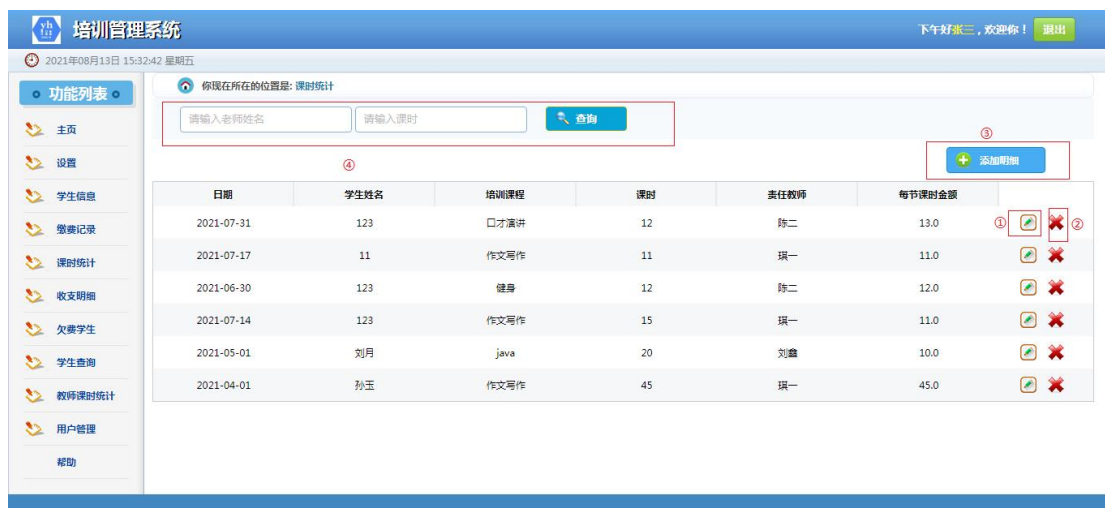 yh
培训管理系统
下午好张三，欢迎你！ 退出
2021年08月13日 15:32:42 星期五
功能列表
主页
设置
学生信息
缴费记录
课时统计
收支明细
欠费学生
学生查询
教师课时统计
用户管理
帮助
你现在所在的位置是: 课时统计
请输入老师姓名 请输入课时 查询
③
添加明细
④
日期 学生姓名 培训课程 课时 责任教师 每节课时金额
2021-07-31 123 口才演讲 12 陈二 13.0 ① ②
2021-07-17 11 作文写作 11 琪一 11.0
2021-06-30 123 健身 12 陈二 12.0
2021-07-14 123 作文写作 15 琪一 11.0
2021-05-01 刘月 java 20 刘鑫 10.0
2021-04-01 孙玉 作文写作 45 琪一 45.0